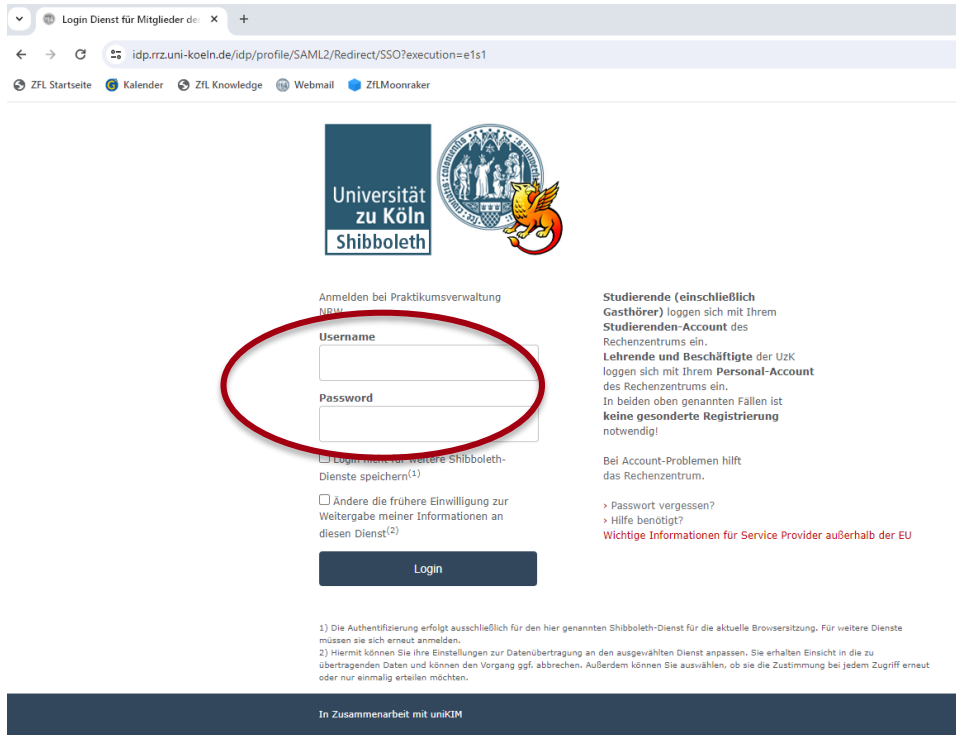 Login Dienst für Mitglieder der
idp.rrz.uni-koeln.de/idp/profile/SAML2/Redirect/SSO?execution=e1s1
ZFL Startseite
Kalender
ZfL Knowledge
Webmail
ZfLMoonraker
Universität
zu Köln
Shibboleth
Anmelden bei Praktikumsverwaltung
NRW
Username
Password
Login nicht für weitere Shibboleth-
Dienste speichern(1)
Ändere die frühere Einwilligung zur
Weitergabe meiner Informationen an
diesen Dienst(2)
Login
Studierende (einschließlich
Gasthörer) loggen sich mit Ihrem
Studierenden-Account des
Rechenzentrums ein.
Lehrende und Beschäftigte der UzK
loggen sich mit Ihrem Personal-Account
des Rechenzentrums ein.
In beiden oben genannten Fällen ist
keine gesonderte Registrierung
notwendig!
Bei Account-Problemen hilft
das Rechenzentrum.
› Passwort vergessen?
› Hilfe benötigt?
Wichtige Informationen für Service Provider außerhalb der EU
1) Die Authentifizierung erfolgt ausschließlich für den hier genannten Shibboleth-Dienst für die aktuelle Browsersitzung. Für weitere Dienste
müssen sie sich erneut anmelden.
2) Hiermit können Sie ihre Einstellungen zur Datenübertragung an den ausgewählten Dienst anpassen. Sie erhalten Einsicht in die zu
übertragenden Daten und können den Vorgang ggf. abbrechen. Außerdem können Sie auswählen, ob sie die Zustimmung bei jedem Zugriff erneut
oder nur einmalig erteilen möchten.
In Zusammenarbeit mit uniKIM